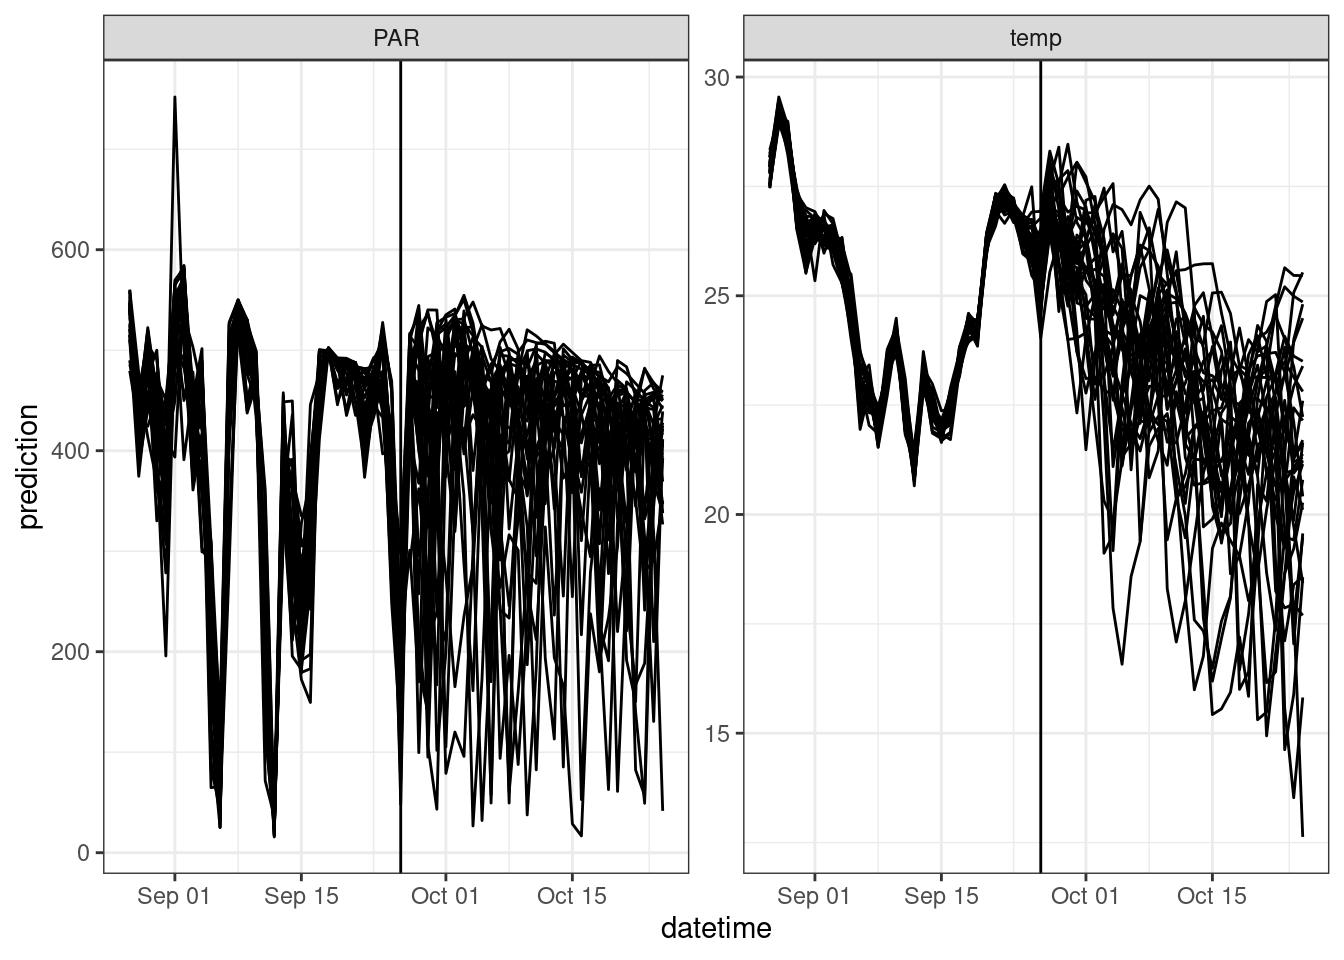 PAR
temp
prediction
600
400
200
0
30
25
20
15
Sep 01
Sep 15
Oct 01
Oct 15
Sep 01
Sep 15
Oct 01
Oct 15
datetime